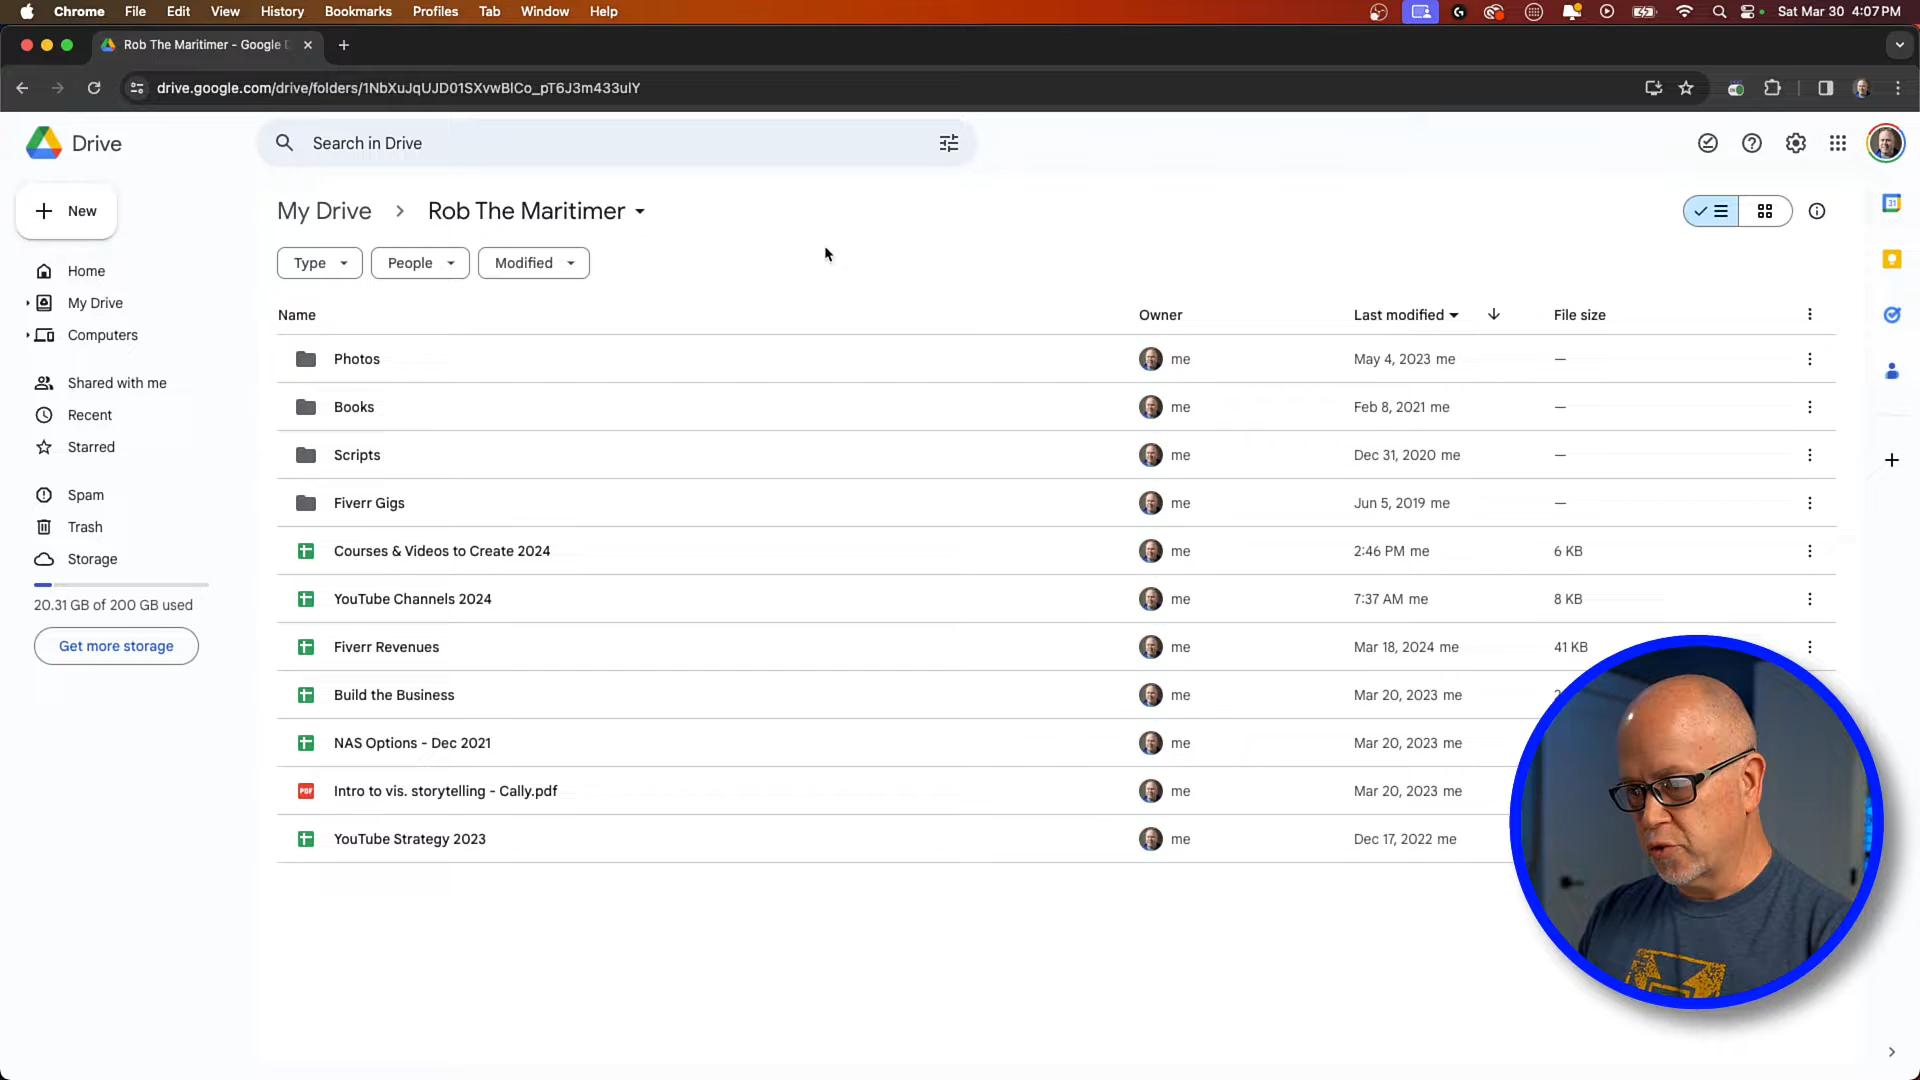 Chrome File Edit View History Bookmarks Profiles Tab Window Help Sat Mar 30 4:07 PM
Rob The Maritimer - Google D
drive.google.com/drive/folders/1NbXuJqUJD01SXvwBlCo_pT6J3m433uIY
Drive
Search in Drive
New
My Drive Rob The Maritimer
Type People Modified
Home
My Drive
Computers
Shared with me
Recent
Starred
Spam
Trash
Storage
20.31 GB of 200 GB used
Get more storage
Name Owner Last modified File size
Photos me May 4, 2023 me —
Books me Feb 8, 2021 me —
Scripts me Dec 31, 2020 me —
Fiverr Gigs me Jun 5, 2019 me —
Courses & Videos to Create 2024 me 2:46 PM me 6 KB
YouTube Channels 2024 me 7:37 AM me 8 KB
Fiverr Revenues me Mar 18, 2024 me 41 KB
Build the Business me Mar 20, 2023 me
NAS Options - Dec 2021 me Mar 20, 2023 me
PDF Intro to vis. storytelling - Cally.pdf me Mar 20, 2023 me
YouTube Strategy 2023 me Dec 17, 2022 me
31